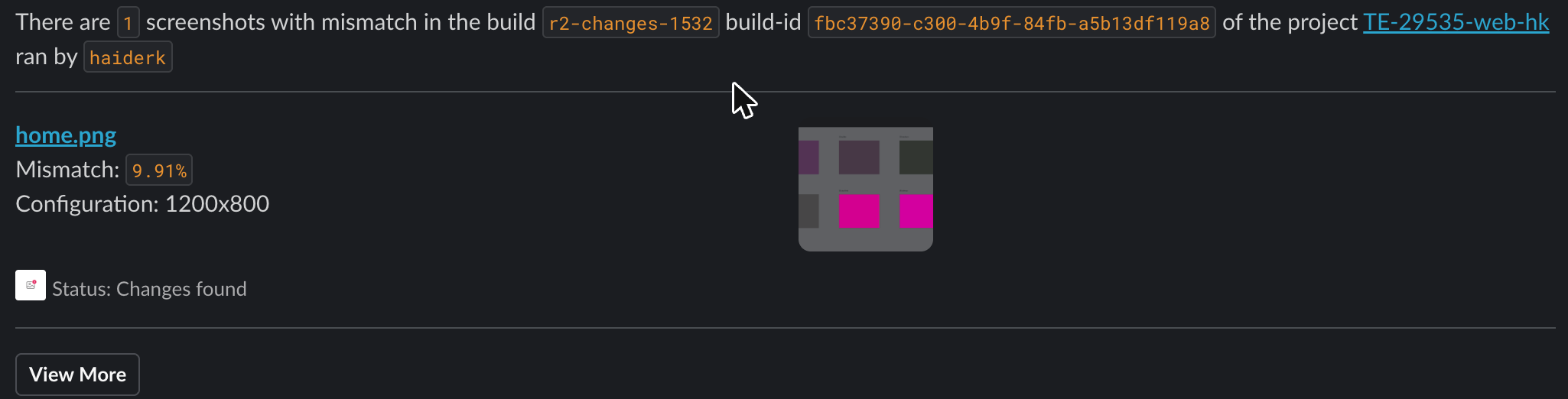 There are 1 screenshots with mismatch in the build r2-changes-1532 build-id fbc37390-c300-4b9f-84fb-a5b13df119a8 of the project TE-29535-web-hk
ran by haiderk
home.png
Mismatch: 9.91%
Configuration: 1200x800
Status: Changes found
View More